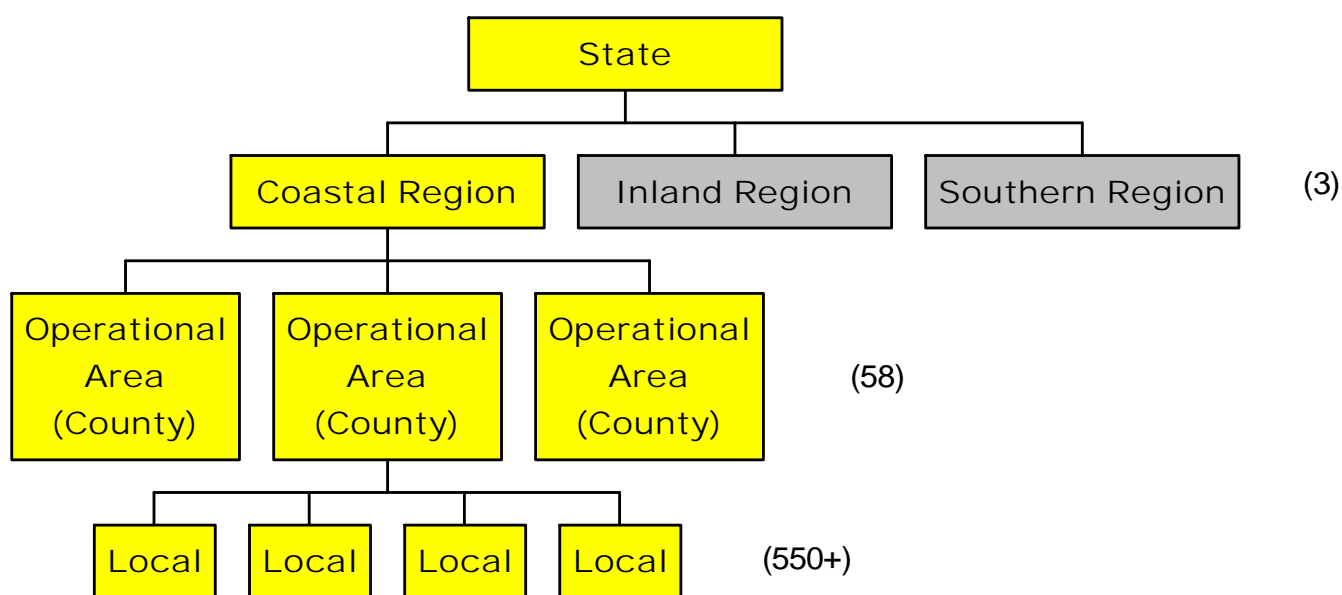 State
Coastal Region
Inland Region
Southern Region
(3)
Operational
Area
(County)
Operational
Area
(County)
Operational
Area
(County)
(58)
Local
Local
Local
Local
(550+)